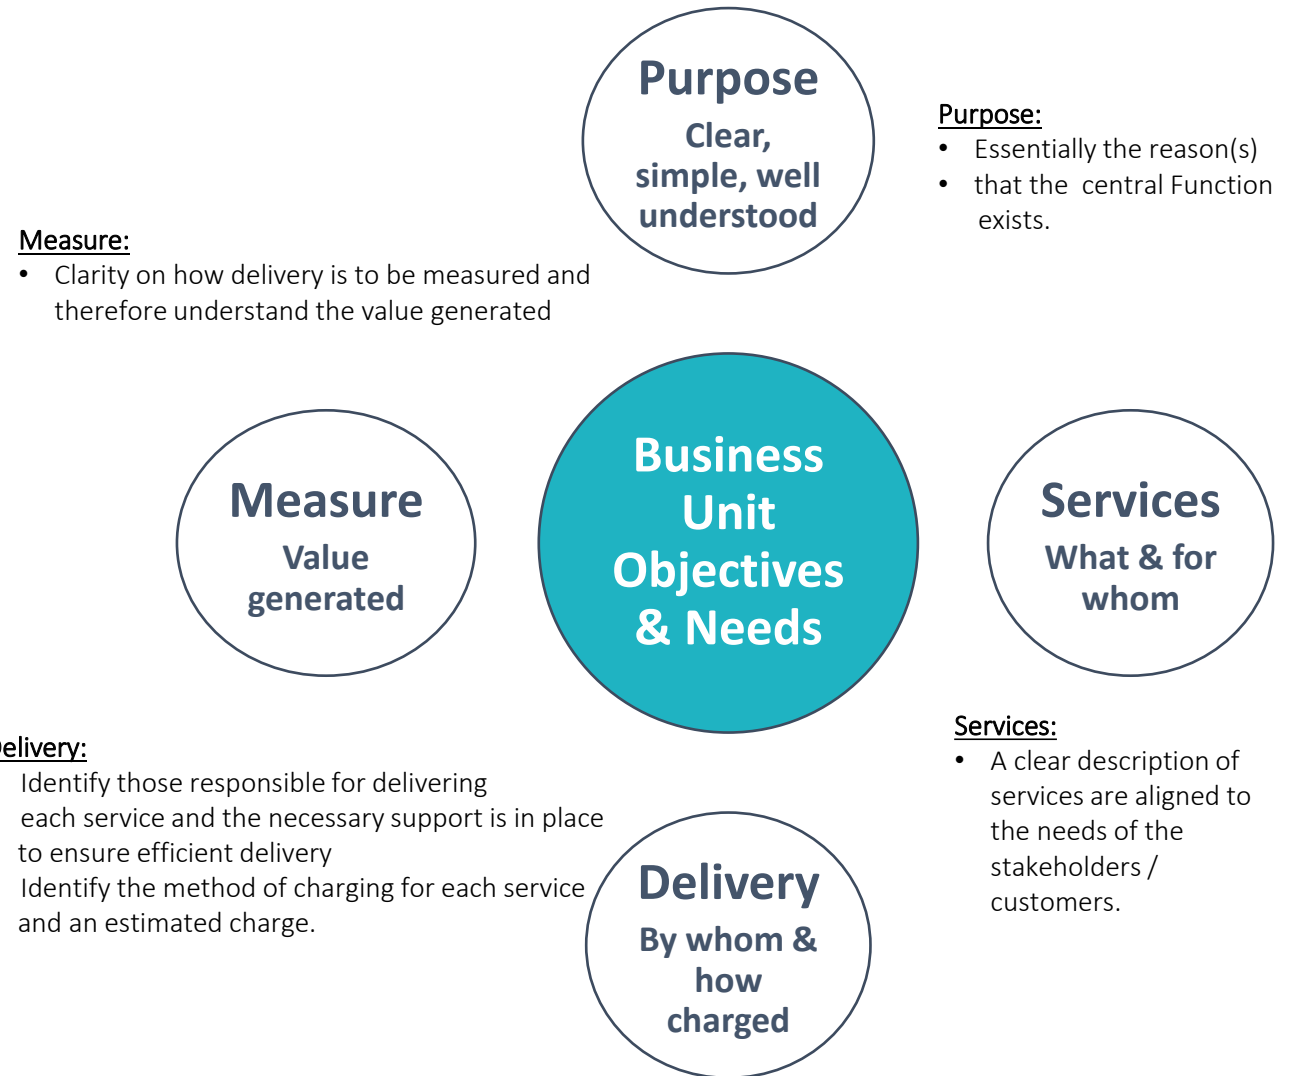 Purpose
Clear,
simple, well
understood
Purpose:
• Essentially the reason(s)
• that the central Function
exists.
Measure:
• Clarity on how delivery is to be measured and
therefore understand the value generated
Measure
Value
generated
Business
Unit
Objectives
& Needs
Services
What & for
whom
Delivery:
Identify those responsible for delivering
each service and the necessary support is in place
to ensure efficient delivery
Identify the method of charging for each service
and an estimated charge.
Delivery
By whom &
how
charged
Services:
• A clear description of
services are aligned to
the needs of the
stakeholders /
customers.